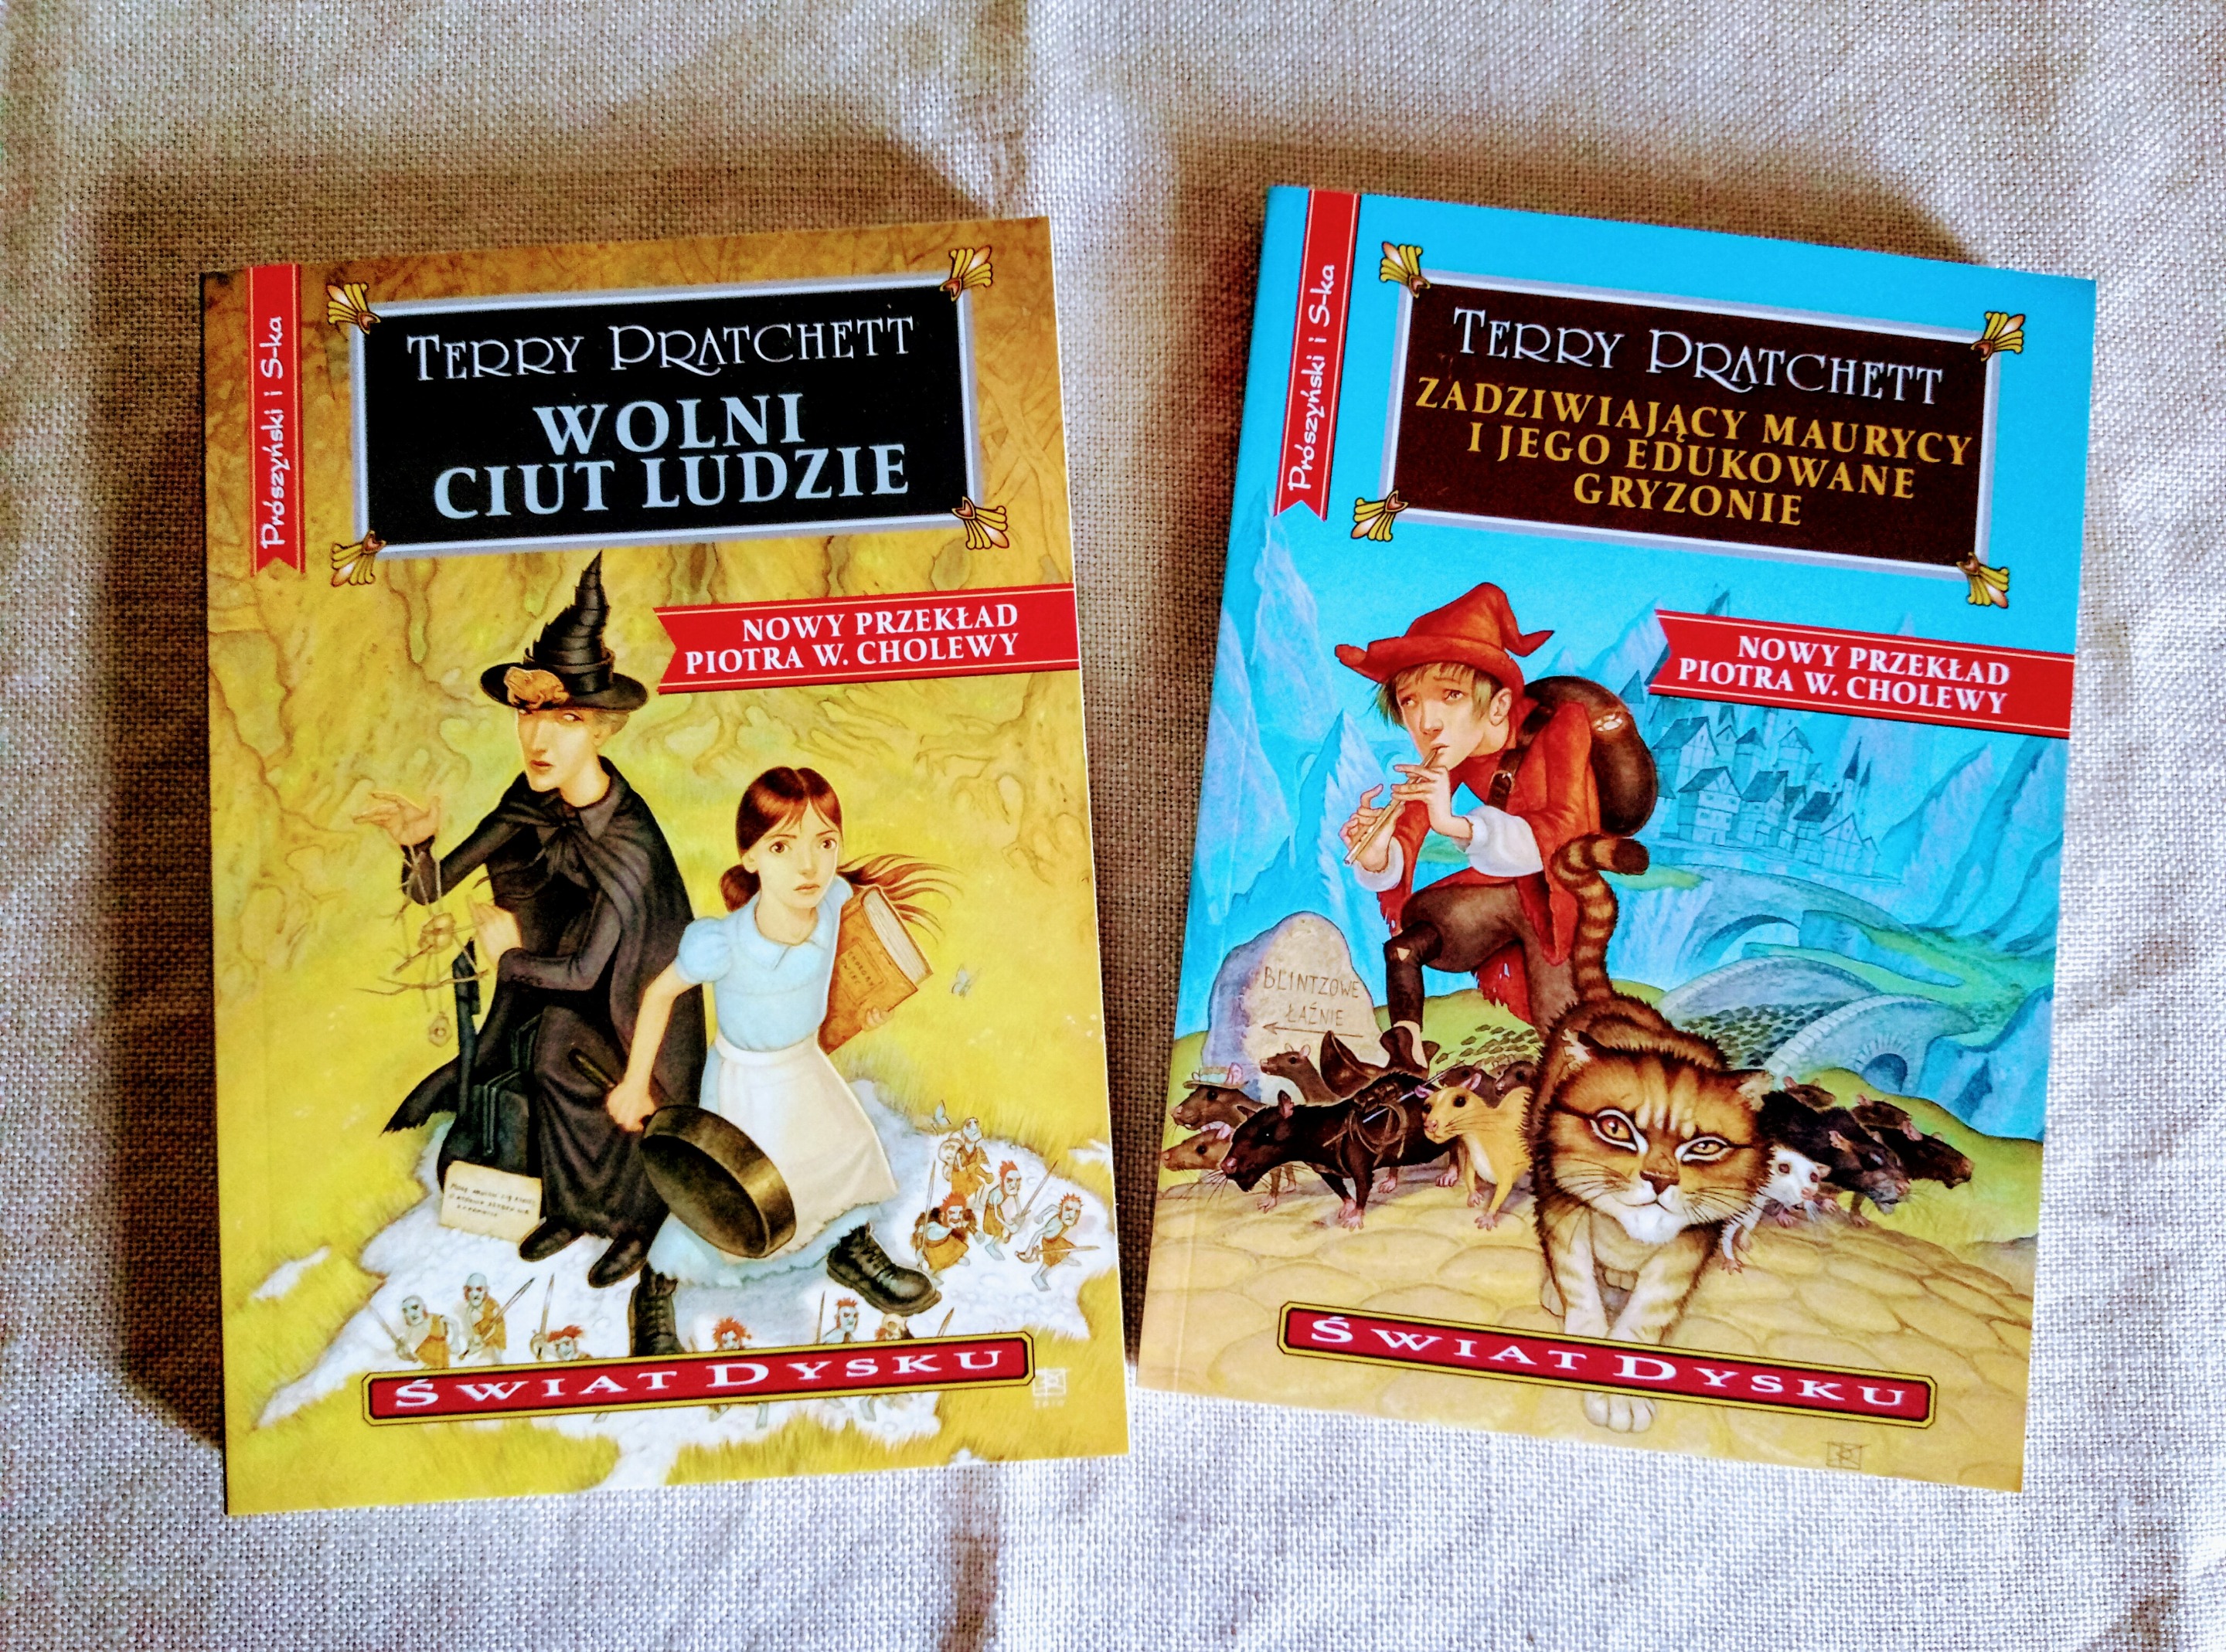 Prószyński i S-ka
TERRY PRATCHETT
WOLNI
CIUT LUDZIE
NOWY PRZEKŁAD
PIOTRA W. CHOLEWY
ŚWIAT DYSKU
Prószyński i S-ka
TERRY PRATCHETT
ZADZIWIAJĄCY MAURYCY
I JEGO EDUKOWANE
GRYZONIE
NOWY PRZEKŁAD
PIOTRA W. CHOLEWY
BLINTZOWE
ŁAŹNIE
ŚWIAT DYSKU